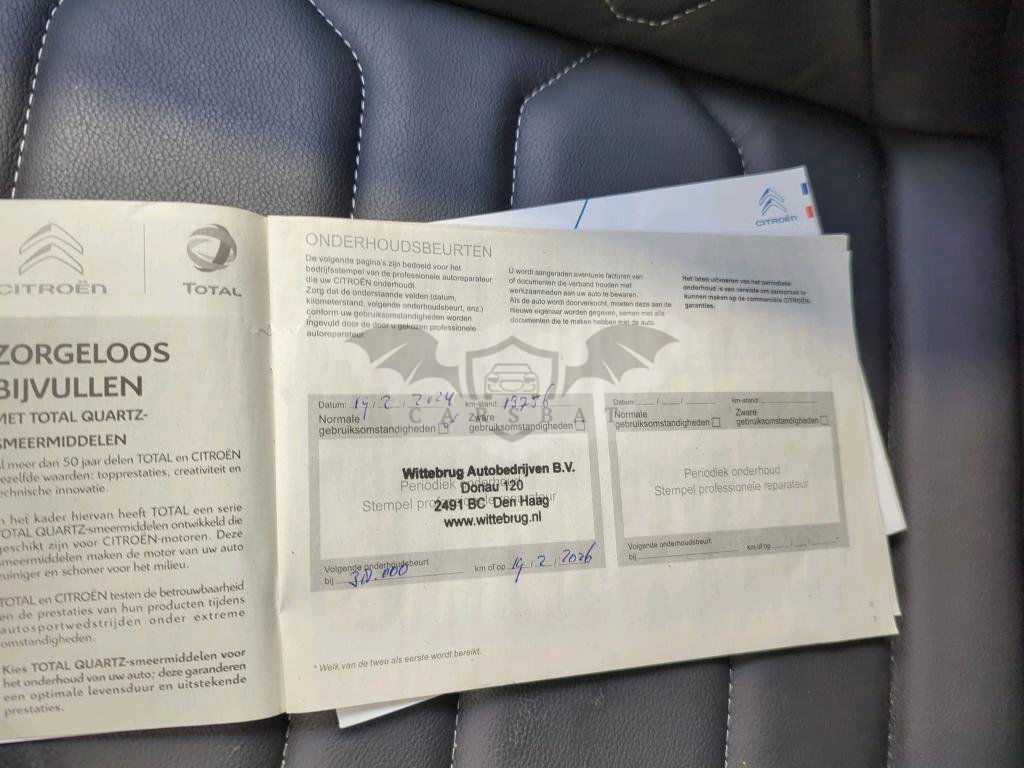 CITROËN
TOTAL
ZORGELOOS
BIJVULLEN
MET TOTAL QUARTZ-
SMEERMIDDELEN
Al meer dan 50 jaar delen TOTAL en CITROËN
dezelfde waarden: topprestaties, creativiteit en
technische innovatie.
In het kader hiervan heeft TOTAL een serie
TOTAL QUARTZ-smeermiddelen ontwikkeld die
geschikt zijn voor CITROËN-motoren. Deze
smeermiddelen maken de motor van uw auto
zuiniger en schoner voor het milieu.
TOTAL en CITROËN testen de betrouwbaarheid
en de prestaties van hun producten tijdens
autosportwedstrijden onder extreme
omstandigheden.
Kies TOTAL QUARTZ-smeermiddelen voor
het onderhoud van uw auto; deze garanderen
een optimale levensduur en uitstekende
prestaties.
CITROËN
ONDERHOUDSBEURTEN
De volgende pagina's zijn bedoeld voor het
bedrijfsstempel van de professionele autoreparateur
die uw CITROËN onderhoudt.
Zorg dat de onderstaande velden (datum,
kilometerstand, volgende onderhoudsbeurt, enz.)
conform uw gebruiksomstandigheden worden
ingevuld door de door u gekozen professionele
autoreparateur.
U wordt aangeraden eventuele facturen van
of documenten die verband houden met
werkzaamheden aan uw auto te bewaren.
Als de auto wordt doorverkocht, moeten deze aan de
nieuwe eigenaar worden gegeven, samen met alle
documenten die te maken hebben met de auto.
Het laten uitvoeren van het periodieke
onderhoud is een vereiste om aanspraak te
kunnen maken op de commerciële CITROËN-
garanties.
CARSBAT
Datum: 19, 2, 2024 km-stand: 13756
Normale
gebruiksomstandigheden
Zware
gebruiksomstandigheden
Periodiek onderhoud
Stempel professionele reparateur
Wittebrug Autobedrijven B.V.
Donau 120
2491 BC Den Haag
www.wittebrug.nl
Volgende onderhoudsbeurt
bij 30.000 km of op 19, 2, 2026
Datum: km-stand:
Normale
gebruiksomstandigheden
Zware
gebruiksomstandigheden
Periodiek onderhoud
Stempel professionele reparateur
Volgende onderhoudsbeurt
bij km of op
* Welk van de twee als eerste wordt bereikt.